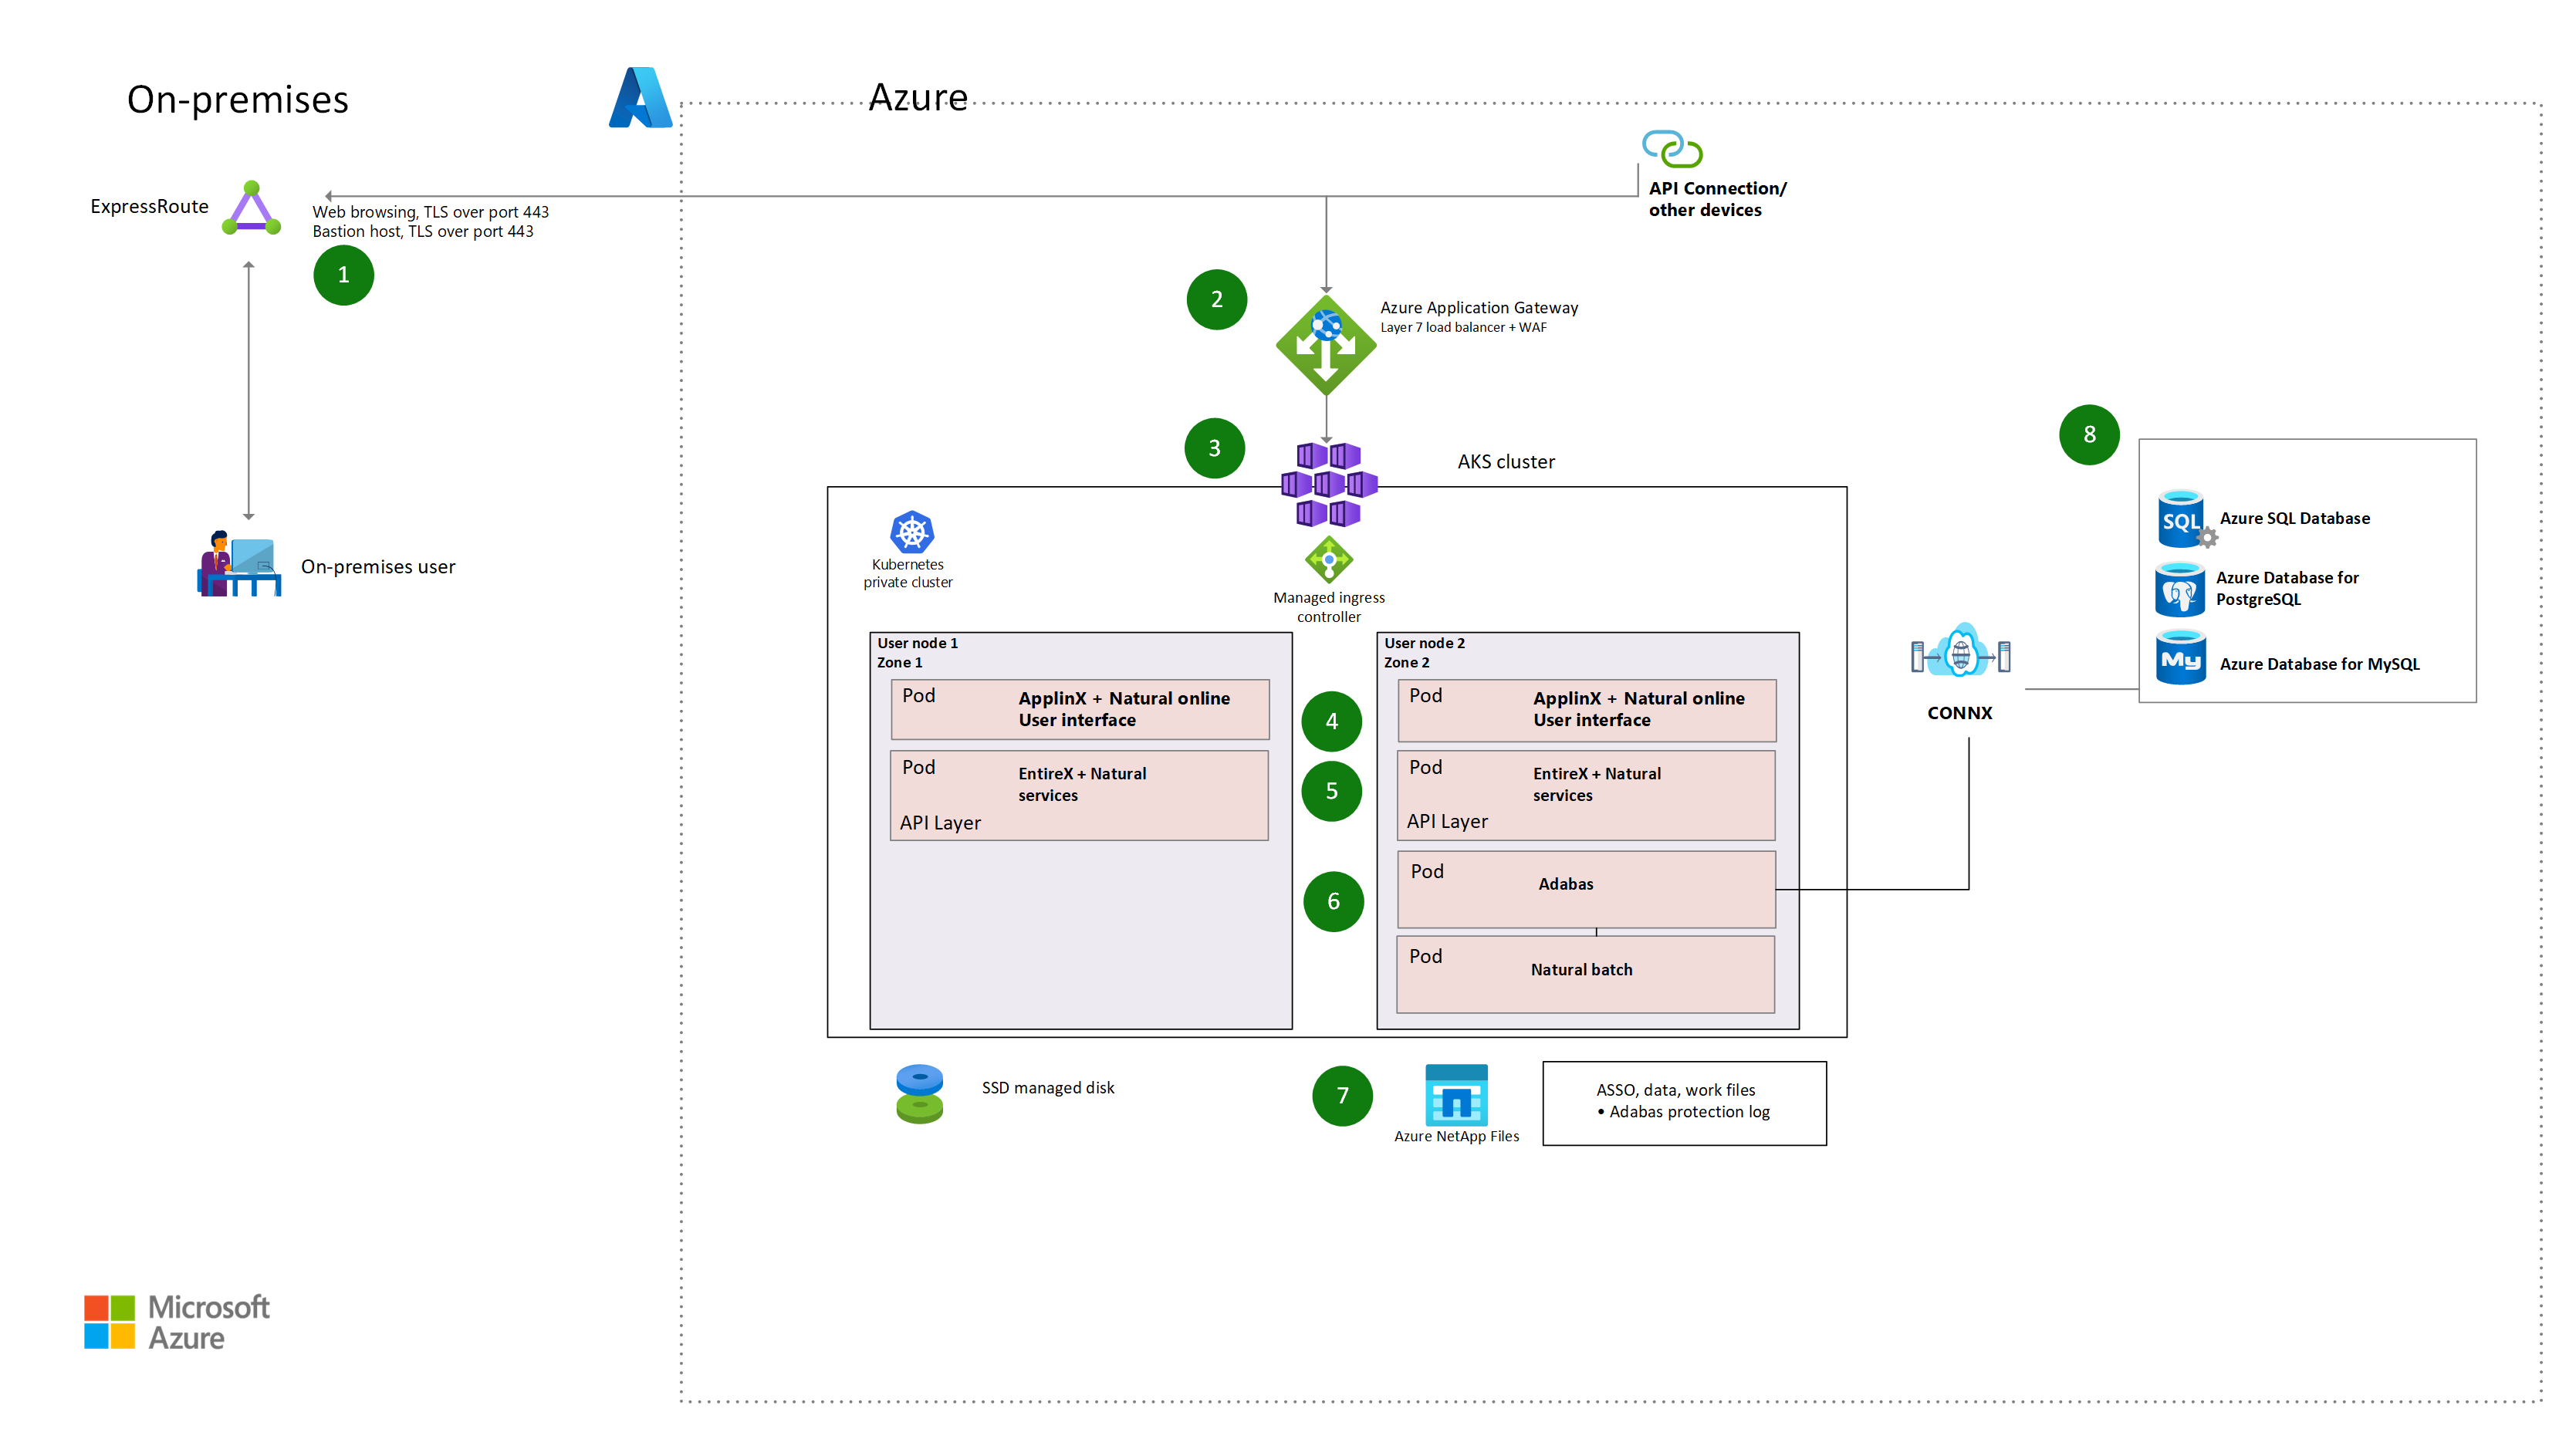 On-premises
Azure
ExpressRoute
Web browsing, TLS over port 443
Bastion host, TLS over port 443
1
API Connection/
other devices
2
Azure Application Gateway
Layer 7 load balancer + WAF
3
AKS cluster
On-premises user
Kubernetes
private cluster
Managed ingress
controller
User node 1
Zone 1
Pod
ApplinX + Natural online
User interface
Pod
EntireX + Natural
services
API Layer
4
5
6
User node 2
Zone 2
Pod
ApplinX + Natural online
User interface
Pod
EntireX + Natural
services
API Layer
Pod
Adabas
Pod
Natural batch
CONNX
8
SQL
Azure SQL Database
Azure Database for
PostgreSQL
My
Azure Database for MySQL
SSD managed disk
7
Azure NetApp Files
ASSO, data, work files
• Adabas protection log
Microsoft
Azure